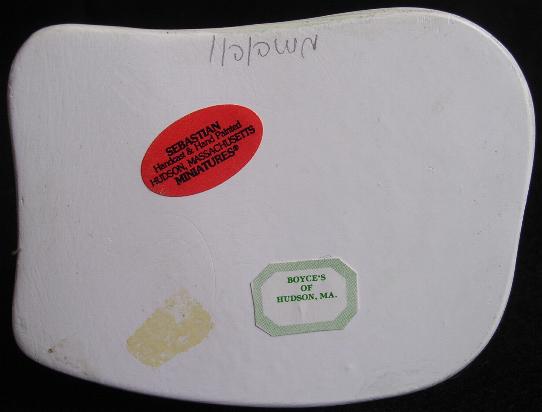 SEBASTIAN
Handcast & Hand Painted
HUDSON, MASSACHUSETTS
MINIATURES®
BOYCE'S
OF
HUDSON, MA.